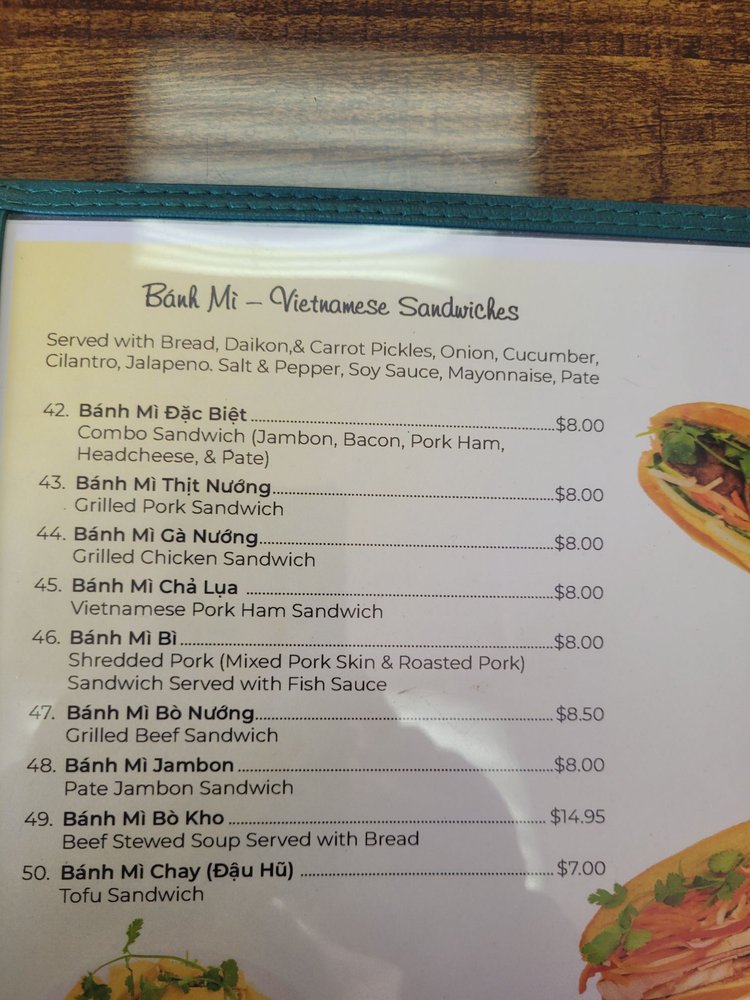 Bánh Mì – Vietnamese Sandwiches
Served with Bread, Daikon,& Carrot Pickles, Onion, Cucumber,
Cilantro, Jalapeno. Salt & Pepper, Soy Sauce, Mayonnaise, Pate
42. Bánh Mì Đặc Biệt ........ $8.00
Combo Sandwich (Jambon, Bacon, Pork Ham,
Headcheese, & Pate)
43. Bánh Mì Thịt Nướng ........ $8.00
Grilled Pork Sandwich
44. Bánh Mì Gà Nướng ........ $8.00
Grilled Chicken Sandwich
45. Bánh Mì Chả Lụa ........ $8.00
Vietnamese Pork Ham Sandwich
46. Bánh Mì Bì ........ $8.00
Shredded Pork (Mixed Pork Skin & Roasted Pork)
Sandwich Served with Fish Sauce
47. Bánh Mì Bò Nướng ........ $8.50
Grilled Beef Sandwich
48. Bánh Mì Jambon ........ $8.00
Pate Jambon Sandwich
49. Bánh Mì Bò Kho ........ $14.95
Beef Stewed Soup Served with Bread
50. Bánh Mì Chay (Đậu Hũ) ........ $7.00
Tofu Sandwich